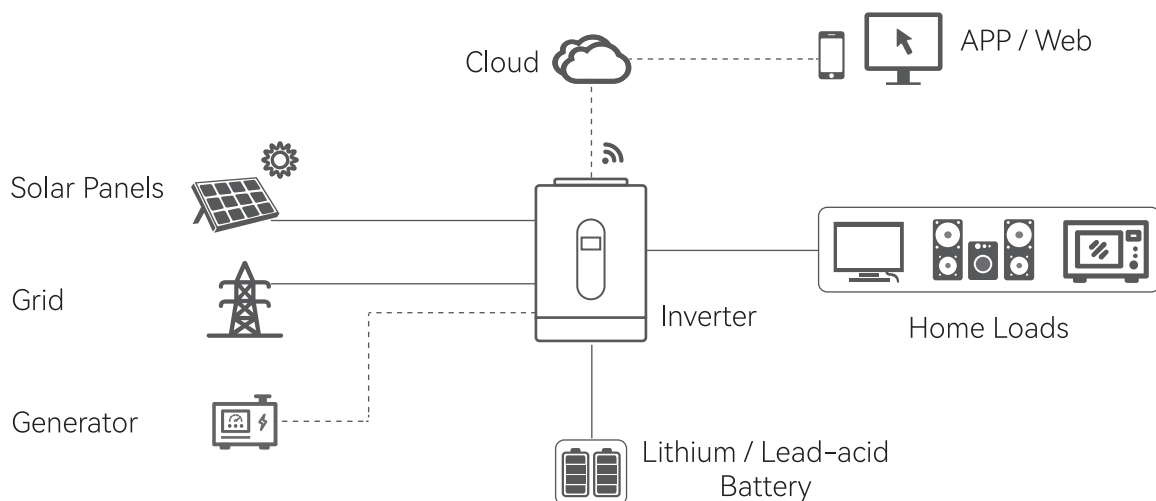 Cloud
APP / Web
Solar Panels
Grid
Inverter
Home Loads
Generator
Lithium / Lead-acid
Battery